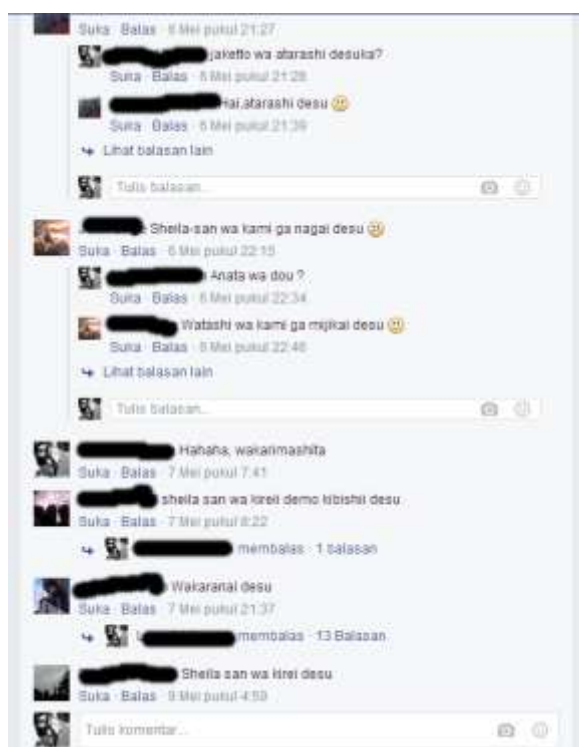 Suka · Balas · 6 Mei pukul 21:27
jaketto wa atarashi desuka?
Suka · Balas · 6 Mei pukul 21:28
Hai,atarashi desu
Suka · Balas · 6 Mei pukul 21:39
Lihat balasan lain
Tulis balasan...
Sheila-san wa kami ga nagai desu
Suka · Balas · 6 Mei pukul 22:15
Anata wa dou ?
Suka · Balas · 6 Mei pukul 22:34
Watashi wa kami ga mijikai desu
Suka · Balas · 6 Mei pukul 22:46
Lihat balasan lain
Tulis balasan...
Hahaha, wakarimashita
Suka · Balas · 7 Mei pukul 7:41
sheila san wa kireii demo kibishii desu
Suka · Balas · 7 Mei pukul 8:22
membalas · 1 balasan
Wakaranai desu
Suka · Balas · 7 Mei pukul 21:37
membalas · 13 Balasan
Sheila san wa kirei desu
Suka · Balas · 9 Mei pukul 4:59
Tulis komentar...